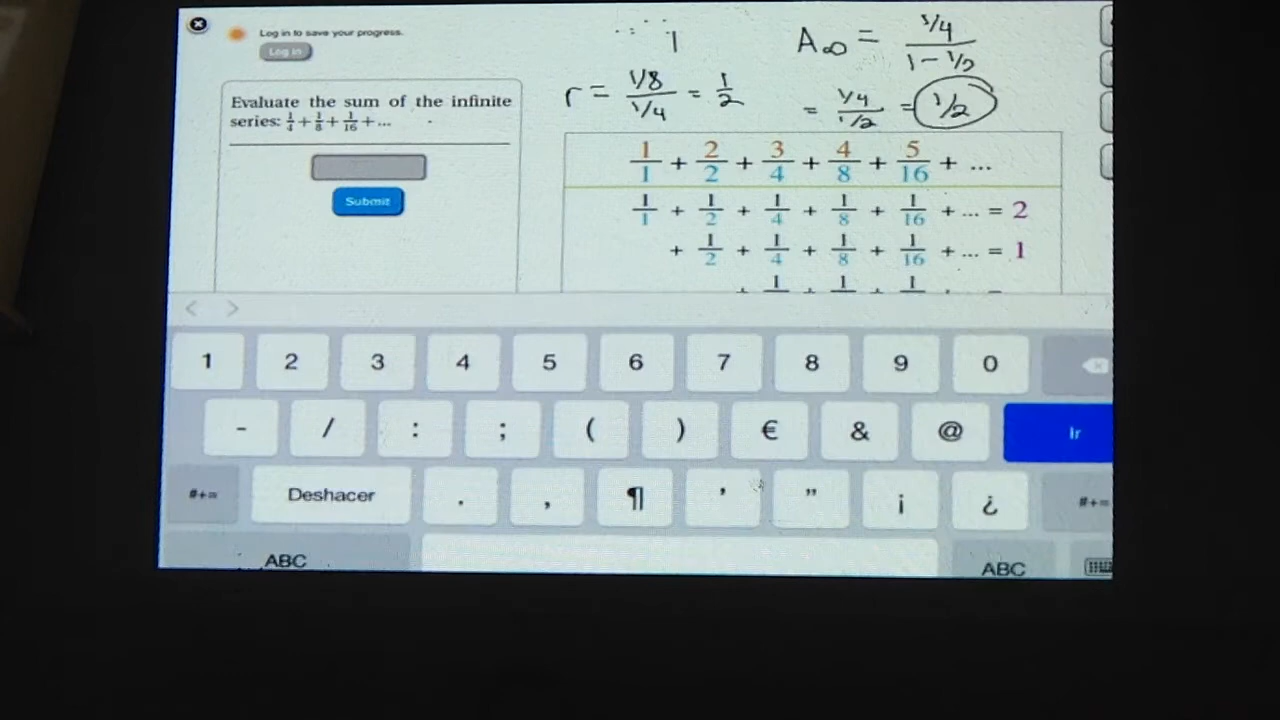 Log in to save your progress.
Log in
Evaluate the sum of the infinite
series: 1/4 + 1/8 + 1/16 + ...
Submit
r = (1/8)/(1/4) = 1/2
A∞ = (1/4)/(1 - 1/2)
= (1/4)/(1/2) = 1/2
1/1 + 2/2 + 3/4 + 4/8 + 5/16 + ...
1/1 + 1/2 + 1/4 + 1/8 + 1/16 + ... = 2
+ 1/2 + 1/4 + 1/8 + 1/16 + ... = 1
1 2 3 4 5 6 7 8 9 0
- / : ; ( ) € & @ Ir
#+= Deshacer . , ¶ ' " ¡ ¿ #+=
ABC ABC